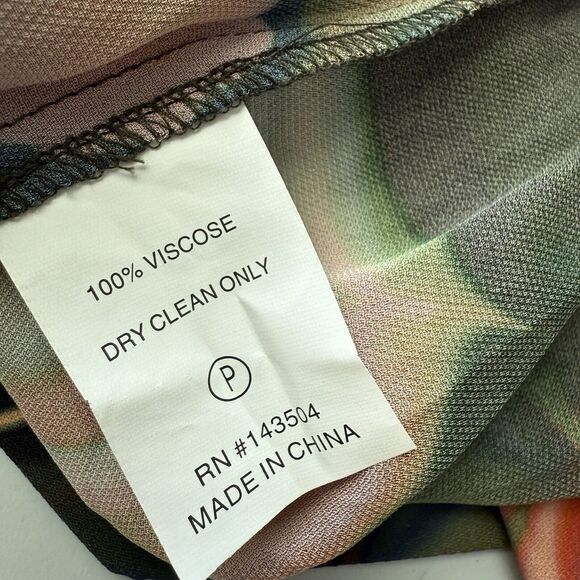 100% VISCOSE
DRY CLEAN ONLY
P
RN #143504
MADE IN CHINA